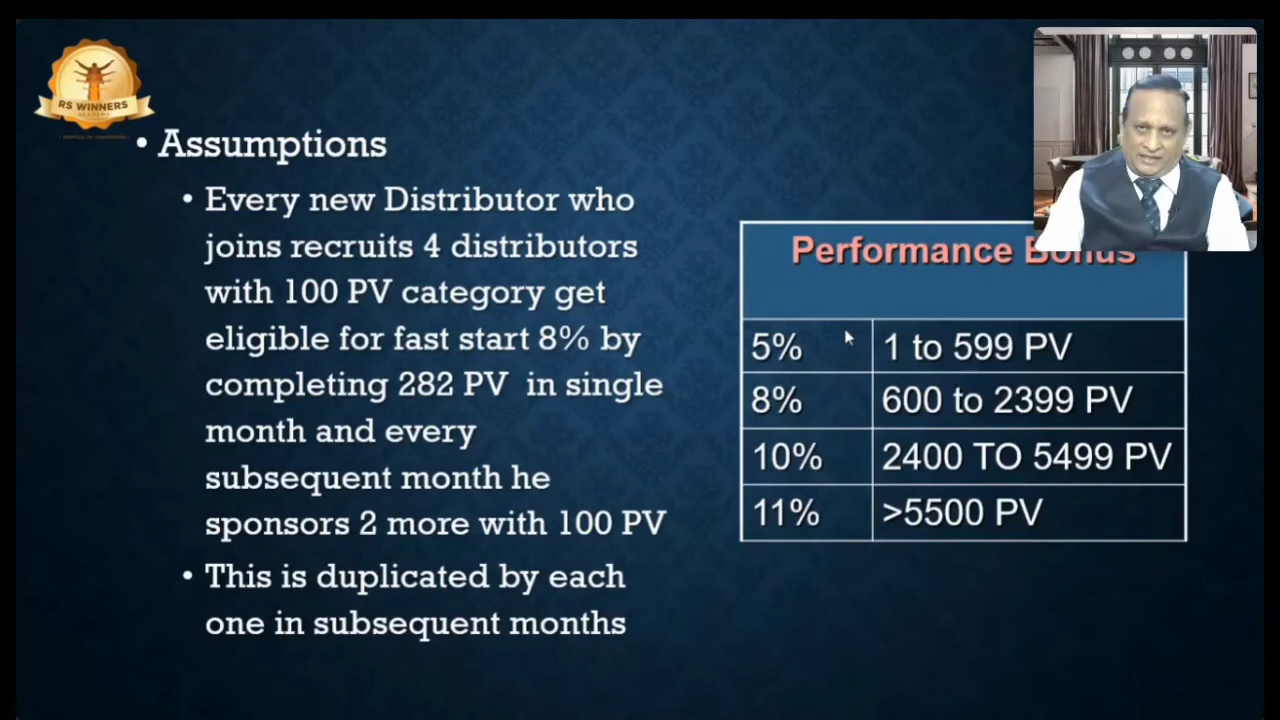 RS WINNERS
ACADEMY
• Assumptions
• Every new Distributor who
joins recruits 4 distributors
with 100 PV category get
eligible for fast start 8% by
completing 282 PV in single
month and every
subsequent month he
sponsors 2 more with 100 PV
• This is duplicated by each
one in subsequent months
Performance Bonus
5% 1 to 599 PV
8% 600 to 2399 PV
10% 2400 TO 5499 PV
11% >5500 PV